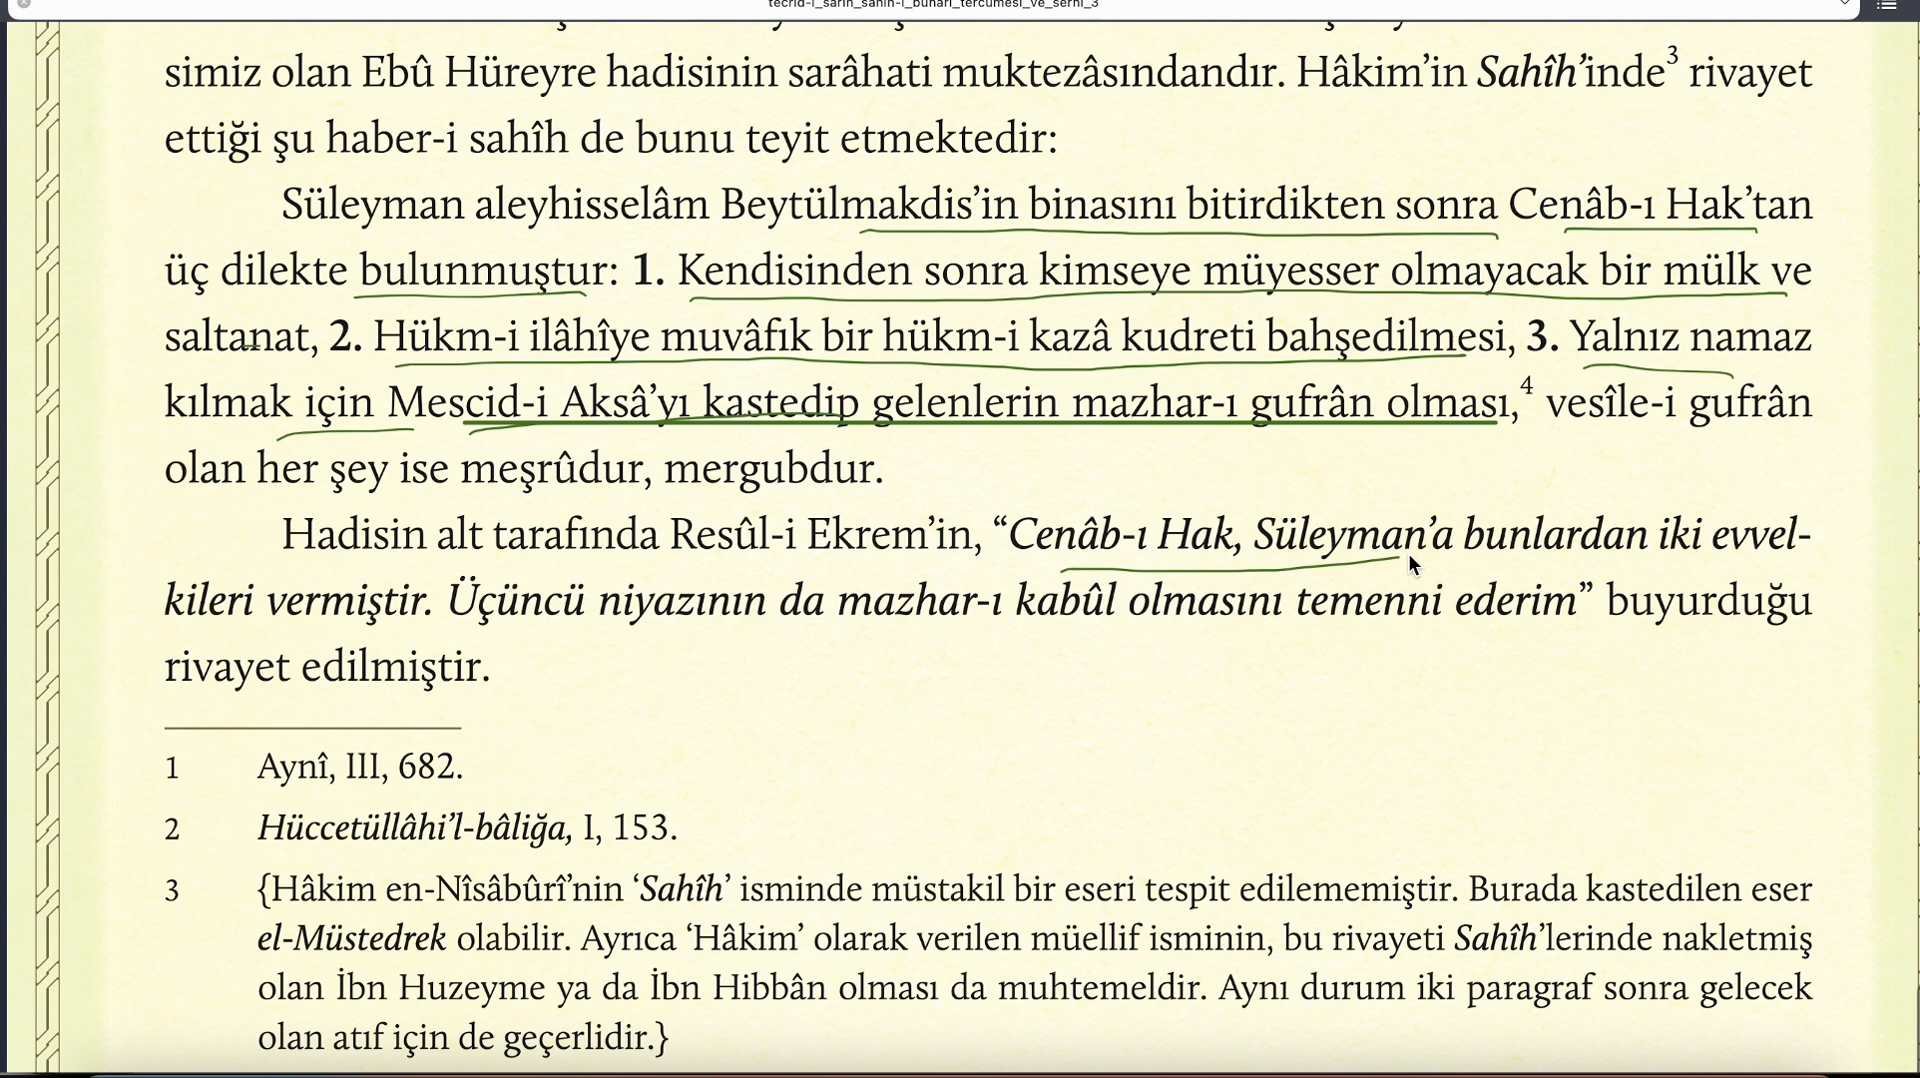 tecrid-i_sarih_sahih-i_buhari_tercumesi_ve_serhi_3
simiz olan Ebû Hüreyre hadisinin sarâhati muktezâsındandır. Hâkim’in Sahîh’inde3 rivayet
ettiği şu haber-i sahîh de bunu teyit etmektedir:
Süleyman aleyhisselâm Beytülmakdis’in binasını bitirdikten sonra Cenâb-ı Hak’tan
üç dilekte bulunmuştur: 1. Kendisinden sonra kimseye müyesser olmayacak bir mülk ve
saltanat, 2. Hükm-i ilâhîye muvâfık bir hükm-i kazâ kudreti bahşedilmesi, 3. Yalnız namaz
kılmak için Mescid-i Aksâ’yı kastedip gelenlerin mazhar-ı gufrân olması,4 vesîle-i gufrân
olan her şey ise meşrûdur, mergubdur.
Hadisin alt tarafında Resûl-i Ekrem’in, “Cenâb-ı Hak, Süleyman’a bunlardan iki evvel-
kileri vermiştir. Üçüncü niyazının da mazhar-ı kabûl olmasını temenni ederim” buyurduğu
rivayet edilmiştir.
1 Aynî, III, 682.
2 Hüccetüllâhi’l-bâliğa, I, 153.
3 {Hâkim en-Nîsâbûrî’nin ‘Sahîh’ isminde müstakil bir eseri tespit edilememiştir. Burada kastedilen eser
el-Müstedrek olabilir. Ayrıca ‘Hâkim’ olarak verilen müellif isminin, bu rivayeti Sahîh’lerinde nakletmiş
olan İbn Huzeyme ya da İbn Hibbân olması da muhtemeldir. Aynı durum iki paragraf sonra gelecek
olan atıf için de geçerlidir.}